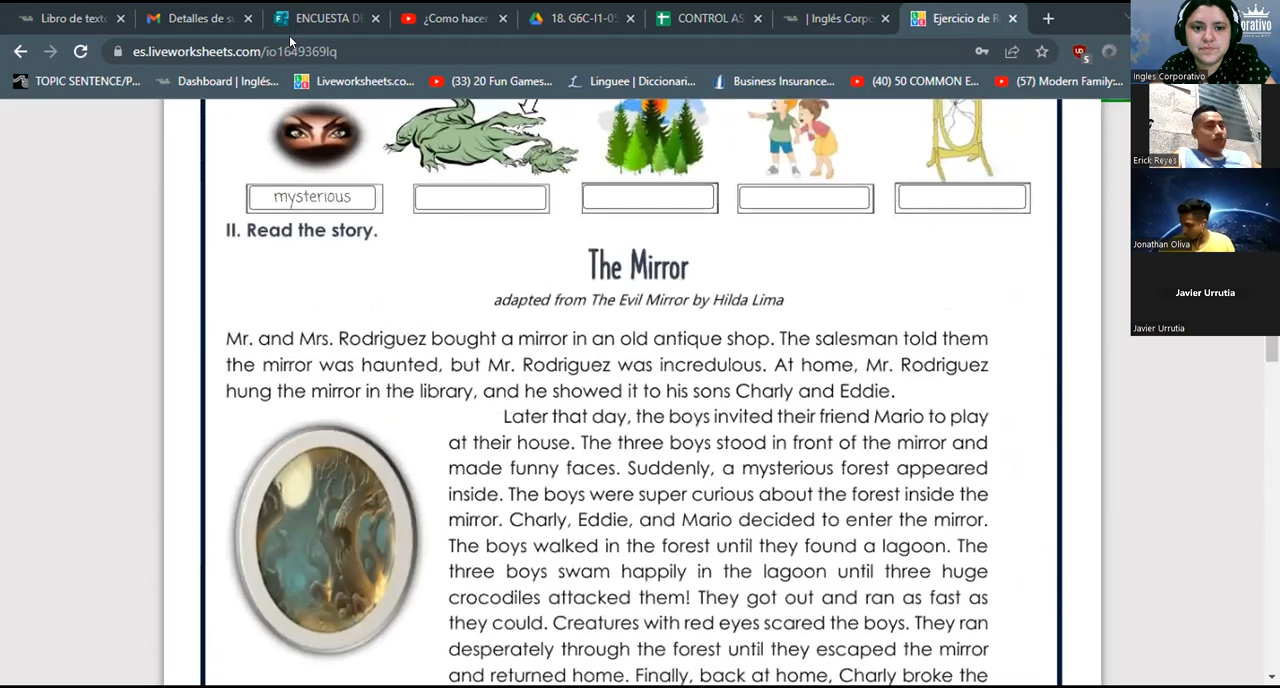 Libro de texto
Detalles de su
ENCUESTA DE
¿Como hacer
18. G6C-I1-05
CONTROL AS
Inglés Corpo
Ejercicio de R
es.liveworksheets.com/io1649369lq
TOPIC SENTENCE/P...
Dashboard | Inglés...
Liveworksheets.co...
(33) 20 Fun Games...
Linguee | Diccionari...
Business Insurance...
(40) 50 COMMON E...
(57) Modern Family:...
5
orativo
Ingles Corporativo
Erick Reyes
Jonathan Oliva
Javier Urrutia
Javier Urrutia
mysterious
II. Read the story.
The Mirror
adapted from The Evil Mirror by Hilda Lima
Mr. and Mrs. Rodriguez bought a mirror in an old antique shop. The salesman told them
the mirror was haunted, but Mr. Rodriguez was incredulous. At home, Mr. Rodriguez
hung the mirror in the library, and he showed it to his sons Charly and Eddie.
Later that day, the boys invited their friend Mario to play
at their house. The three boys stood in front of the mirror and
made funny faces. Suddenly, a mysterious forest appeared
inside. The boys were super curious about the forest inside the
mirror. Charly, Eddie, and Mario decided to enter the mirror.
The boys walked in the forest until they found a lagoon. The
three boys swam happily in the lagoon until three huge
crocodiles attacked them! They got out and ran as fast as
they could. Creatures with red eyes scared the boys. They ran
desperately through the forest until they escaped the mirror
and returned home. Finally, back at home, Charly broke the